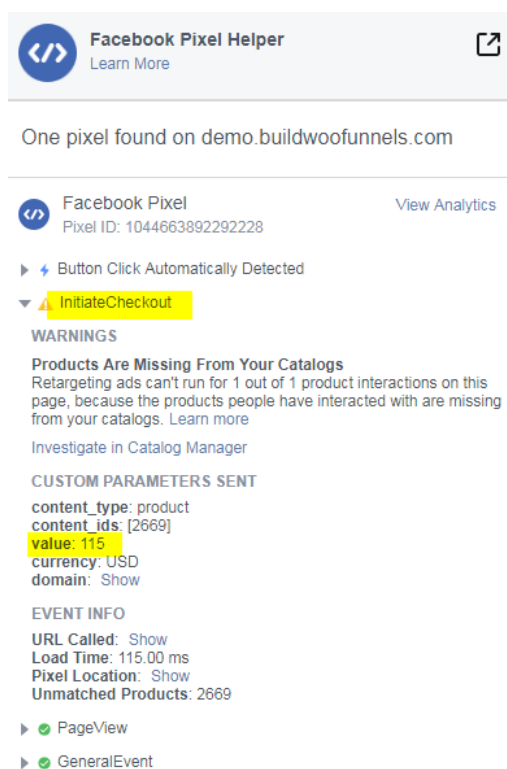 Facebook Pixel Helper
Learn More
One pixel found on demo.buildwoofunnels.com
Facebook Pixel
View Analytics
Pixel ID: 1044663892292228
Button Click Automatically Detected
InitiateCheckout
WARNINGS
Products Are Missing From Your Catalogs
Retargeting ads can't run for 1 out of 1 product interactions on this
page, because the products people have interacted with are missing
from your catalogs. Learn more
Investigate in Catalog Manager
CUSTOM PARAMETERS SENT
content_type: product
content_ids: [2669]
value: 115
currency: USD
domain: Show
EVENT INFO
URL Called: Show
Load Time: 115.00 ms
Pixel Location: Show
Unmatched Products: 2669
PageView
GeneralEvent